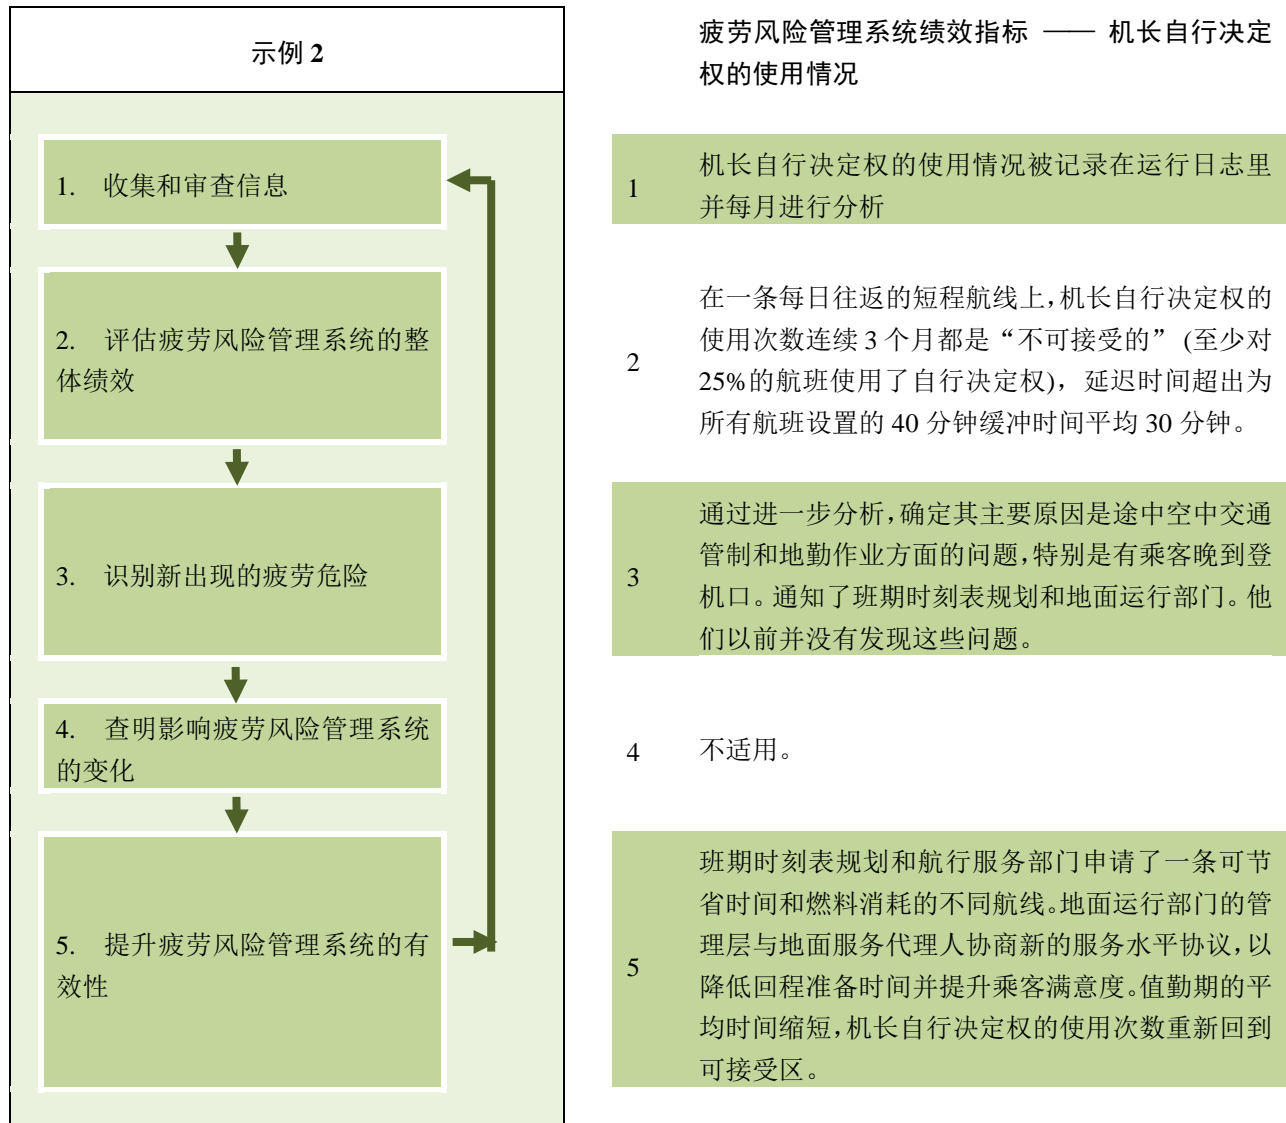 示例 2
疲劳风险管理系统绩效指标 —— 机长自行决定
权的使用情况
1. 收集和审查信息
1
机长自行决定权的使用情况被记录在运行日志里
并每月进行分析
2. 评估疲劳风险管理系统的整
体绩效
2
在一条每日往返的短程航线上，机长自行决定权的
使用次数连续 3 个月都是“不可接受的” (至少对
25%的航班使用了自行决定权)， 延迟时间超出为
所有航班设置的 40 分钟缓冲时间平均 30 分钟。
3. 识别新出现的疲劳危险
3
通过进一步分析，确定其主要原因是途中空中交通
管制和地勤作业方面的问题，特别是有乘客晚到登
机口。通知了班期时刻表规划和地面运行部门。他
们以前并没有发现这些问题。
4. 查明影响疲劳风险管理系统
的变化
4
不适用。
5. 提升疲劳风险管理系统的有
效性
5
班期时刻表规划和航行服务部门申请了一条可节
省时间和燃料消耗的不同航线。地面运行部门的管
理层与地面服务代理人协商新的服务水平协议，以
降低回程准备时间并提升乘客满意度。值勤期的平
均时间缩短，机长自行决定权的使用次数重新回到
可接受区。